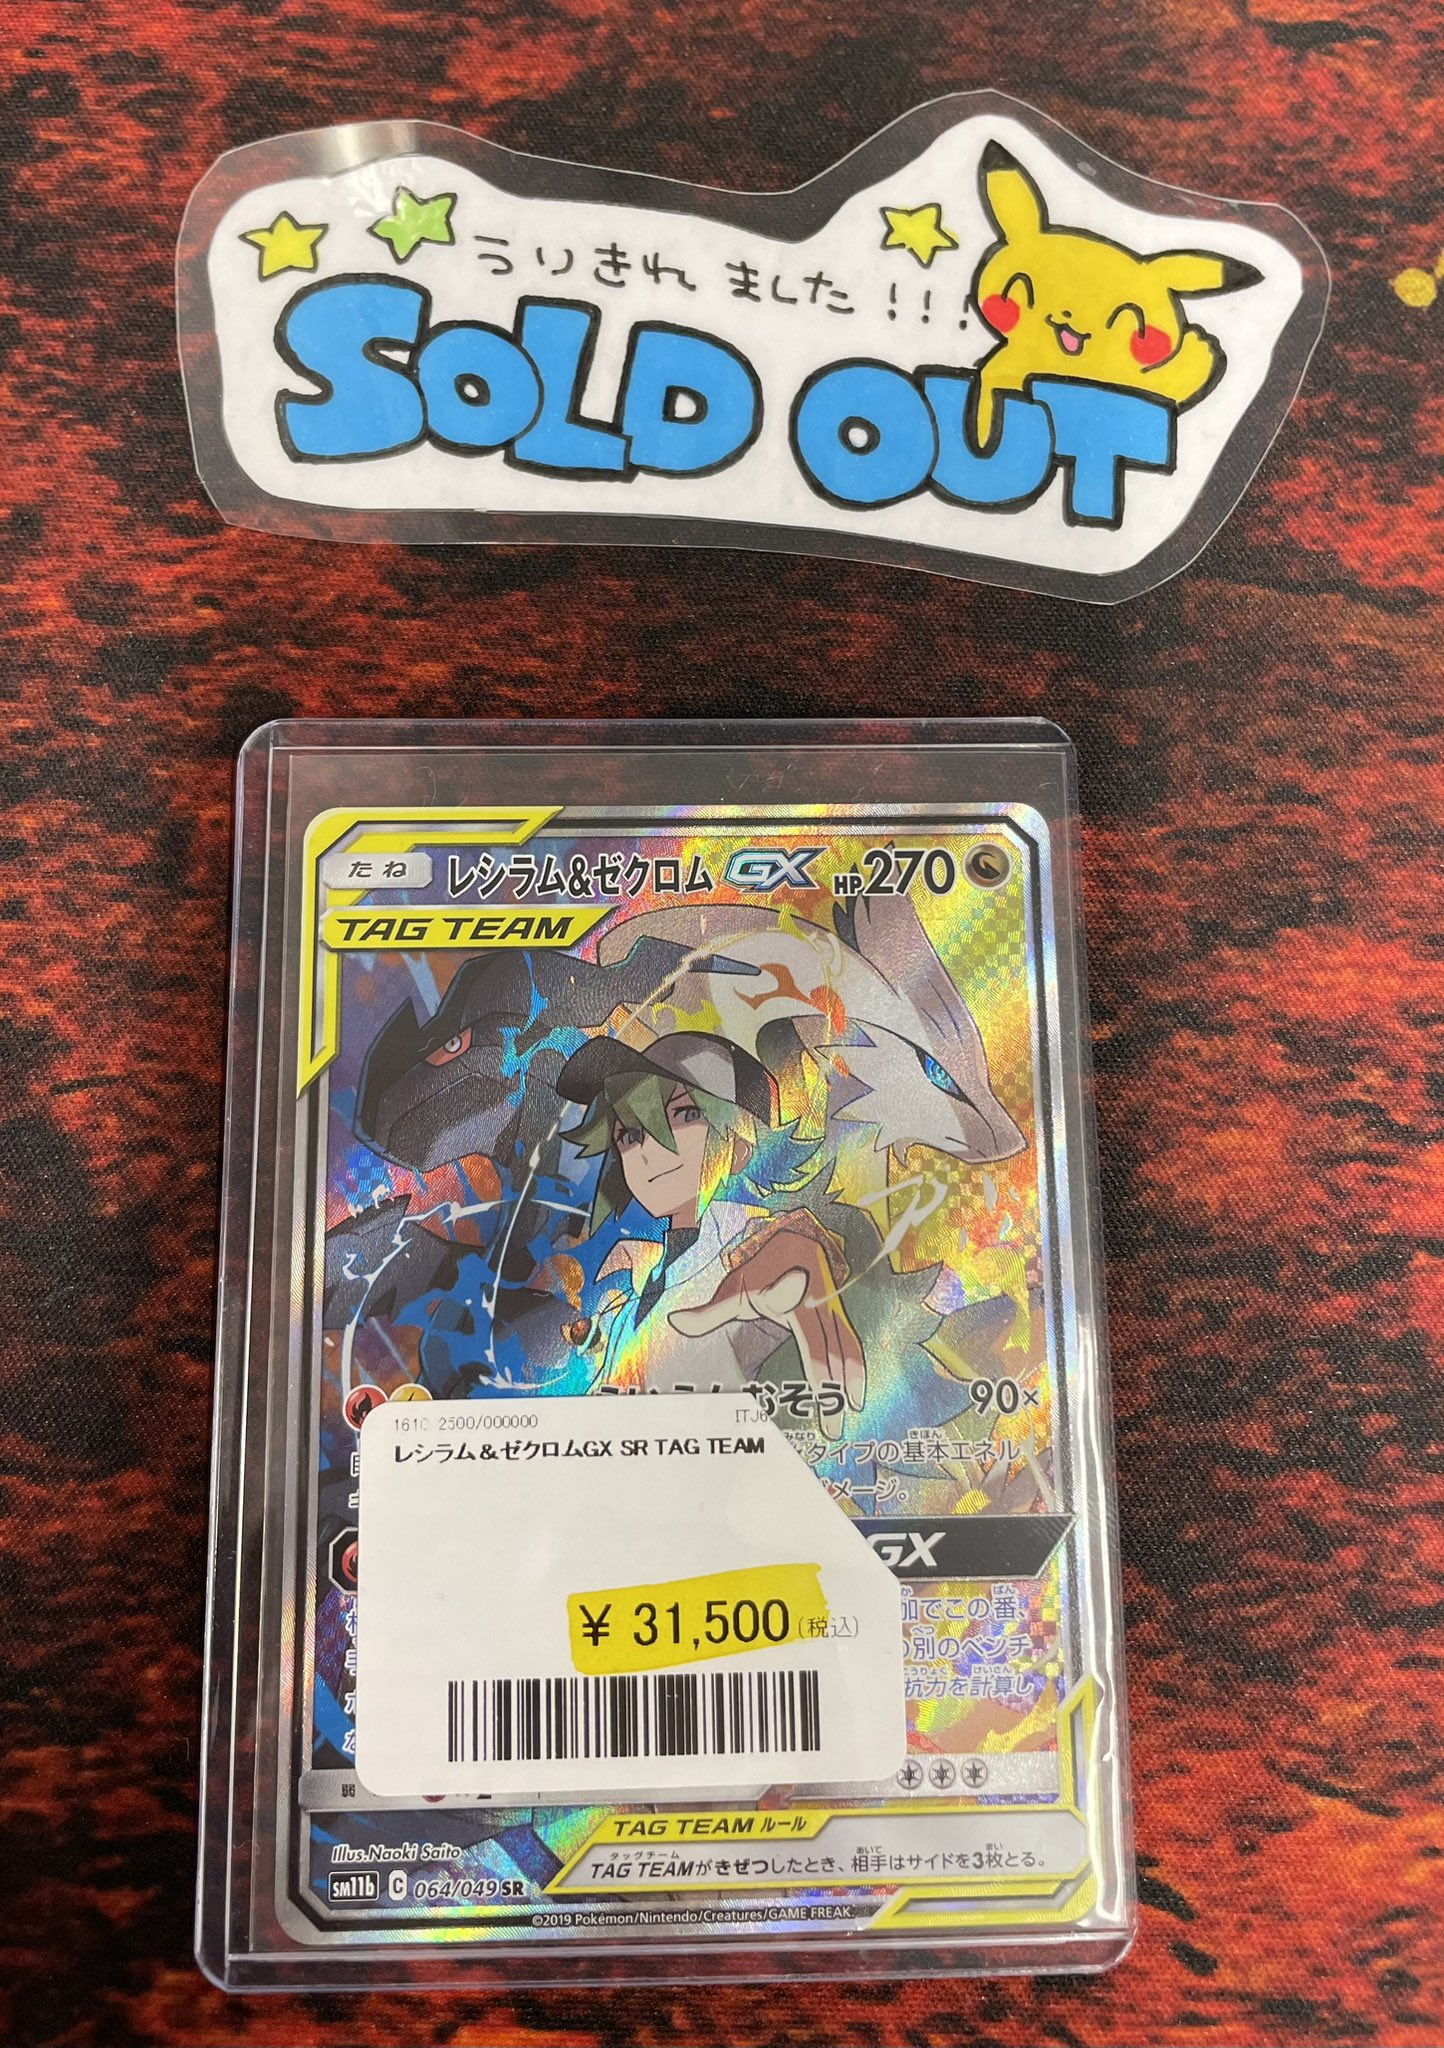 うりきれました!!!
SOLD OUT
たね レシラム&ゼクロムGX HP270
TAG TEAM
むそう 90×
1610 2500/000000 ITJ6
レシラム&ゼクロムGX SR TAG TEAM
タイプの基本エネル
メージ。
GX
¥ 31,500(税込)
加でこの番、
の別のベンチ
抗力を計算し
TAG TEAM ルール
Illus.Naoki Saito
TAG TEAMがきぜつしたとき、相手はサイドを3枚とる。
SM11b C 064/049 SR
©2019 Pokémon/Nintendo/Creatures/GAME FREAK.